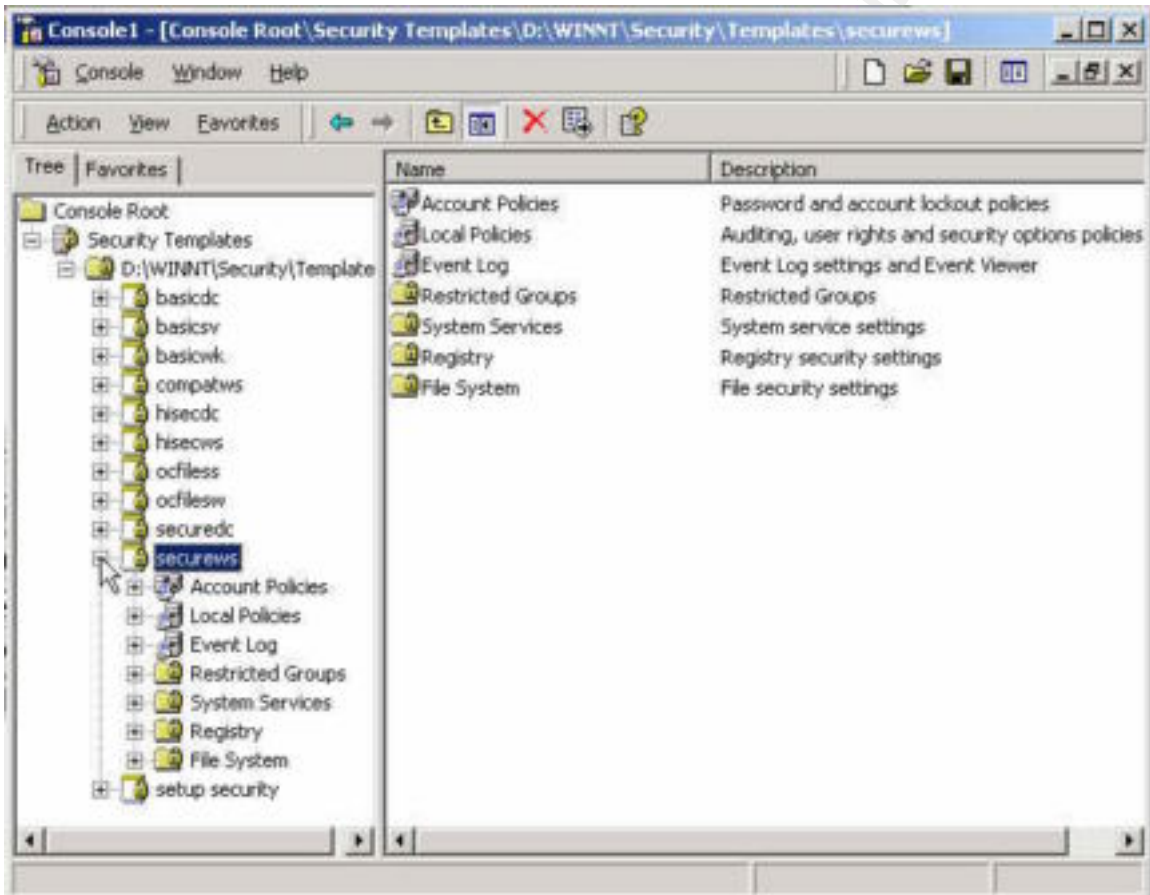 Console1 - [Console Root\Security Templates\D:\WINNT\Security\Templates\securews]
Console Window Help
Action View Favorites
Tree Favorites
Console Root
Security Templates
D:\WINNT\Security\Template
basicdc
basicsv
basicwk
compatws
hisecdc
hisecws
ocfiless
ocfilesw
securedc
securews
Account Policies
Local Policies
Event Log
Restricted Groups
System Services
Registry
File System
setup security
Name Description
Account Policies Password and account lockout policies
Local Policies Auditing, user rights and security options policies
Event Log Event Log settings and Event Viewer
Restricted Groups Restricted Groups
System Services System service settings
Registry Registry security settings
File System File security settings